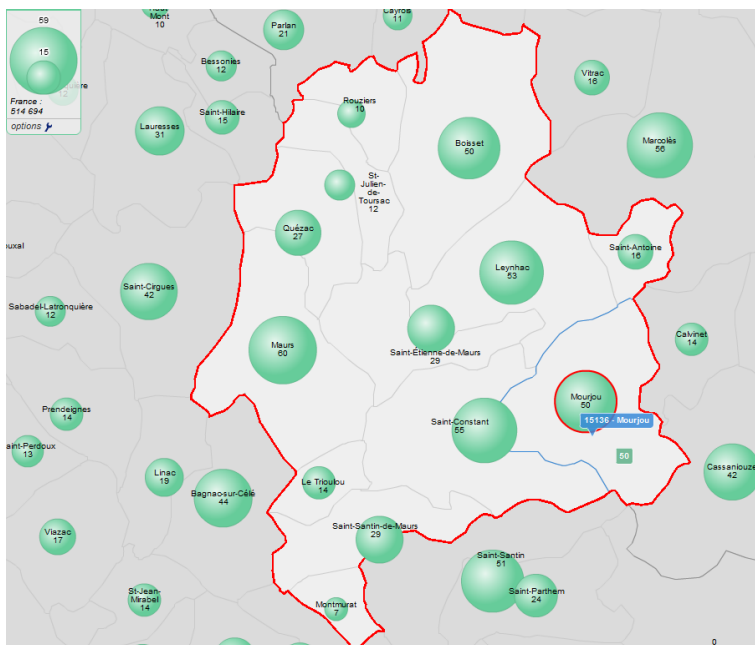 59
15
France :
514 694
options
Mont
10
Parlan
21
Cayrols
11
Bessonies
12
Vitrac
16
Rouziers
10
Saint-Hilaire
15
Lauresses
31
Boisset
50
Marcolès
56
St-
Julien-
de-
Toursac
12
Quézac
27
Saint-Antoine
16
ouxal
Leynhac
53
Saint-Cirgues
42
Sabadel-Latronquière
12
Calvinet
14
Maurs
60
Saint-Étienne-de-Maurs
29
Mourjou
50
15136 - Mourjou
Prendeignes
14
Saint-Constant
55
aint-Perdoux
13
50
Cassaniouze
42
Linac
19
Le Trioulou
14
Bagnac-sur-Célé
44
Saint-Santin-de-Maurs
29
Viazac
17
Saint-Santin
51
St-Jean-
Mirabel
14
Saint-Parthem
24
Montmurat
7
0